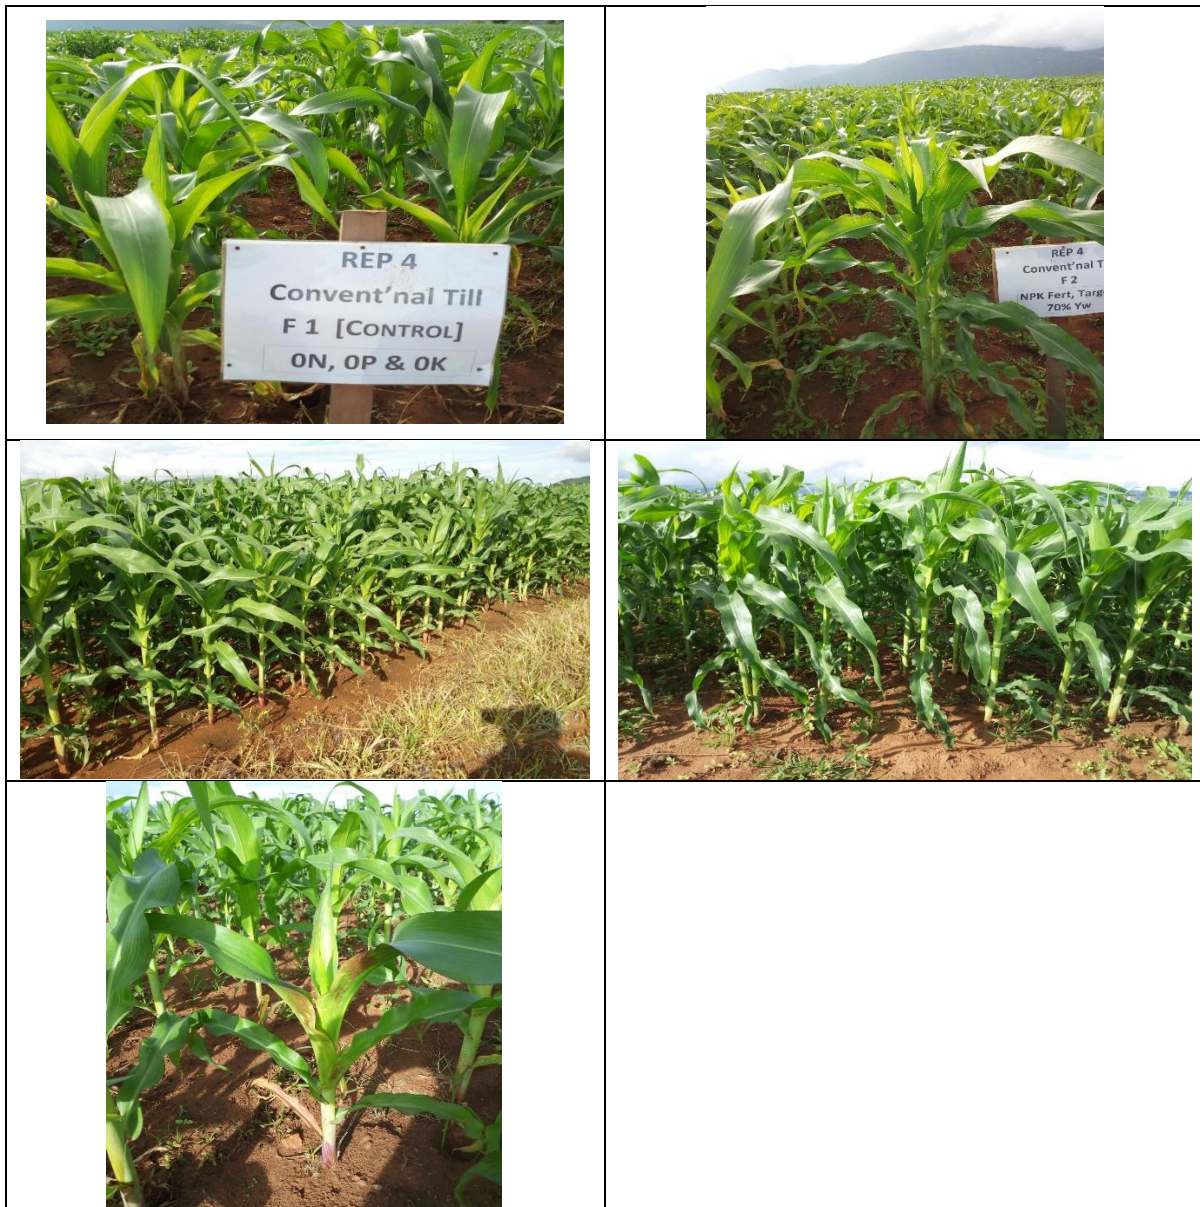 REP 4
Convent'nal Till
F 1 [CONTROL]
0N, 0P & 0K
REP 4
Convent'nal T
F 2
NPK Fert, Targ
70% Yw